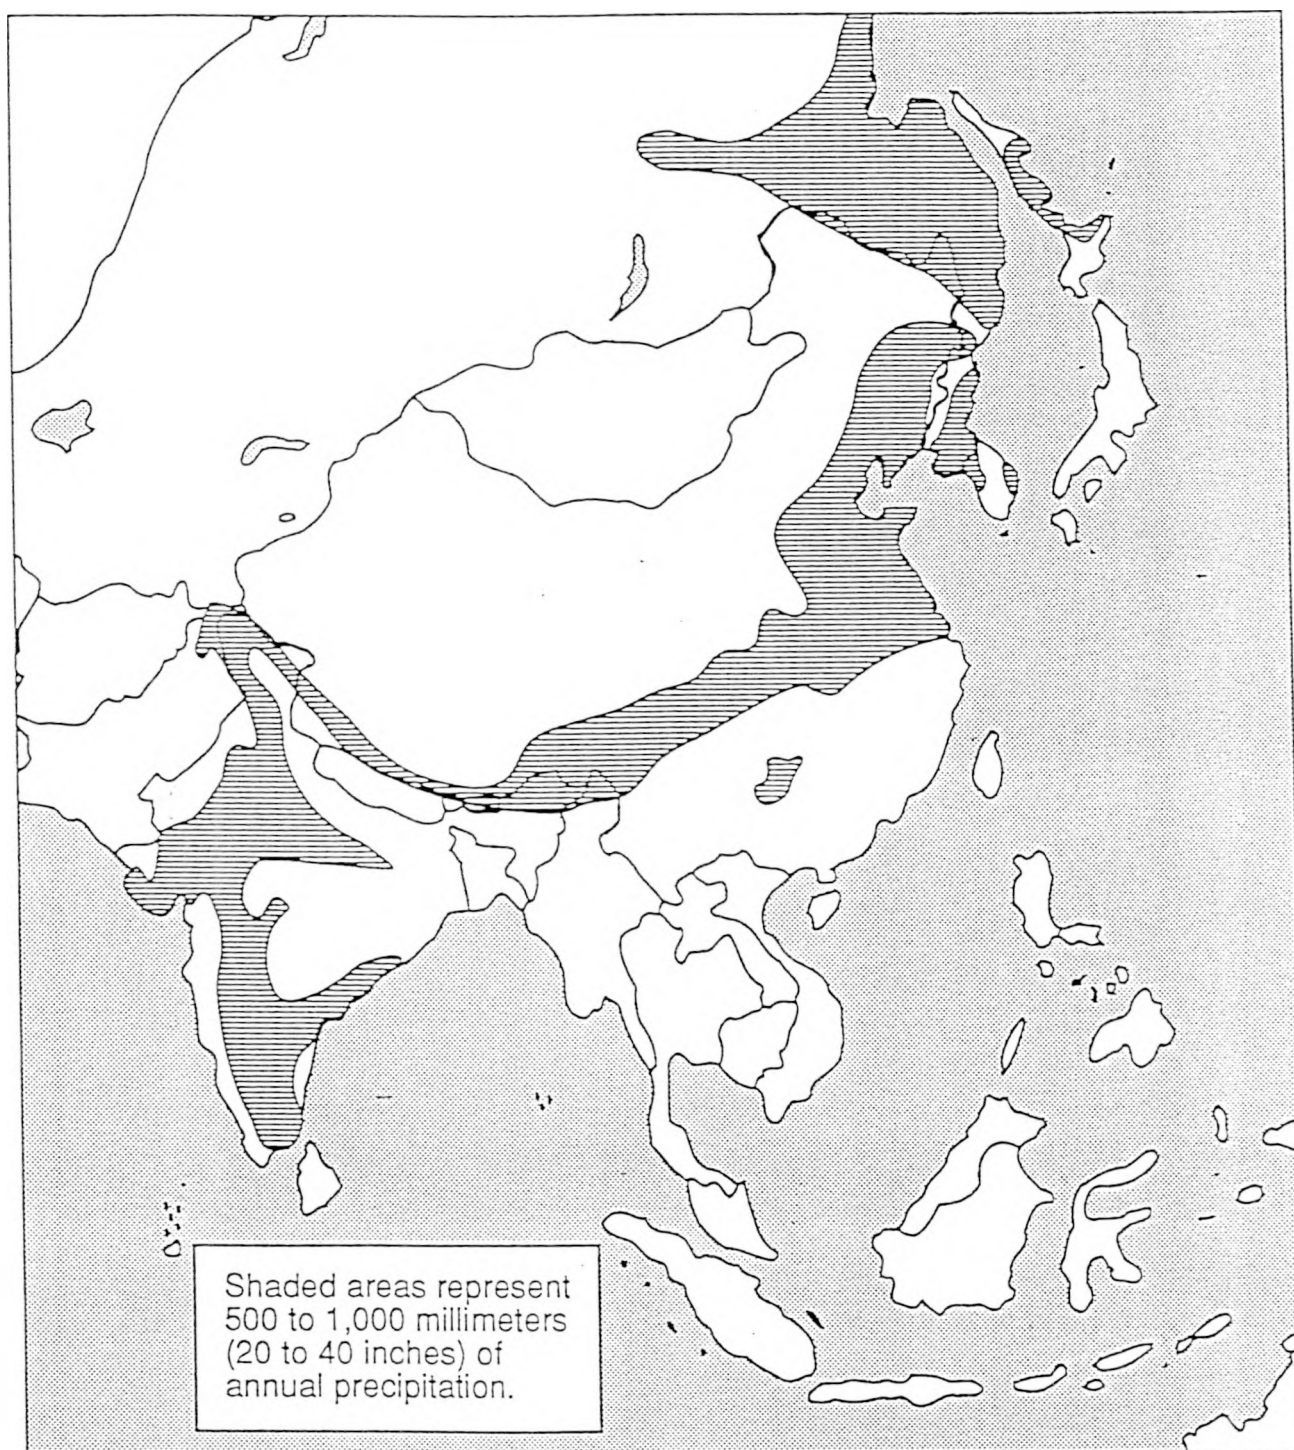 Shaded areas represent
500 to 1,000 millimeters
(20 to 40 inches) of
annual precipitation.